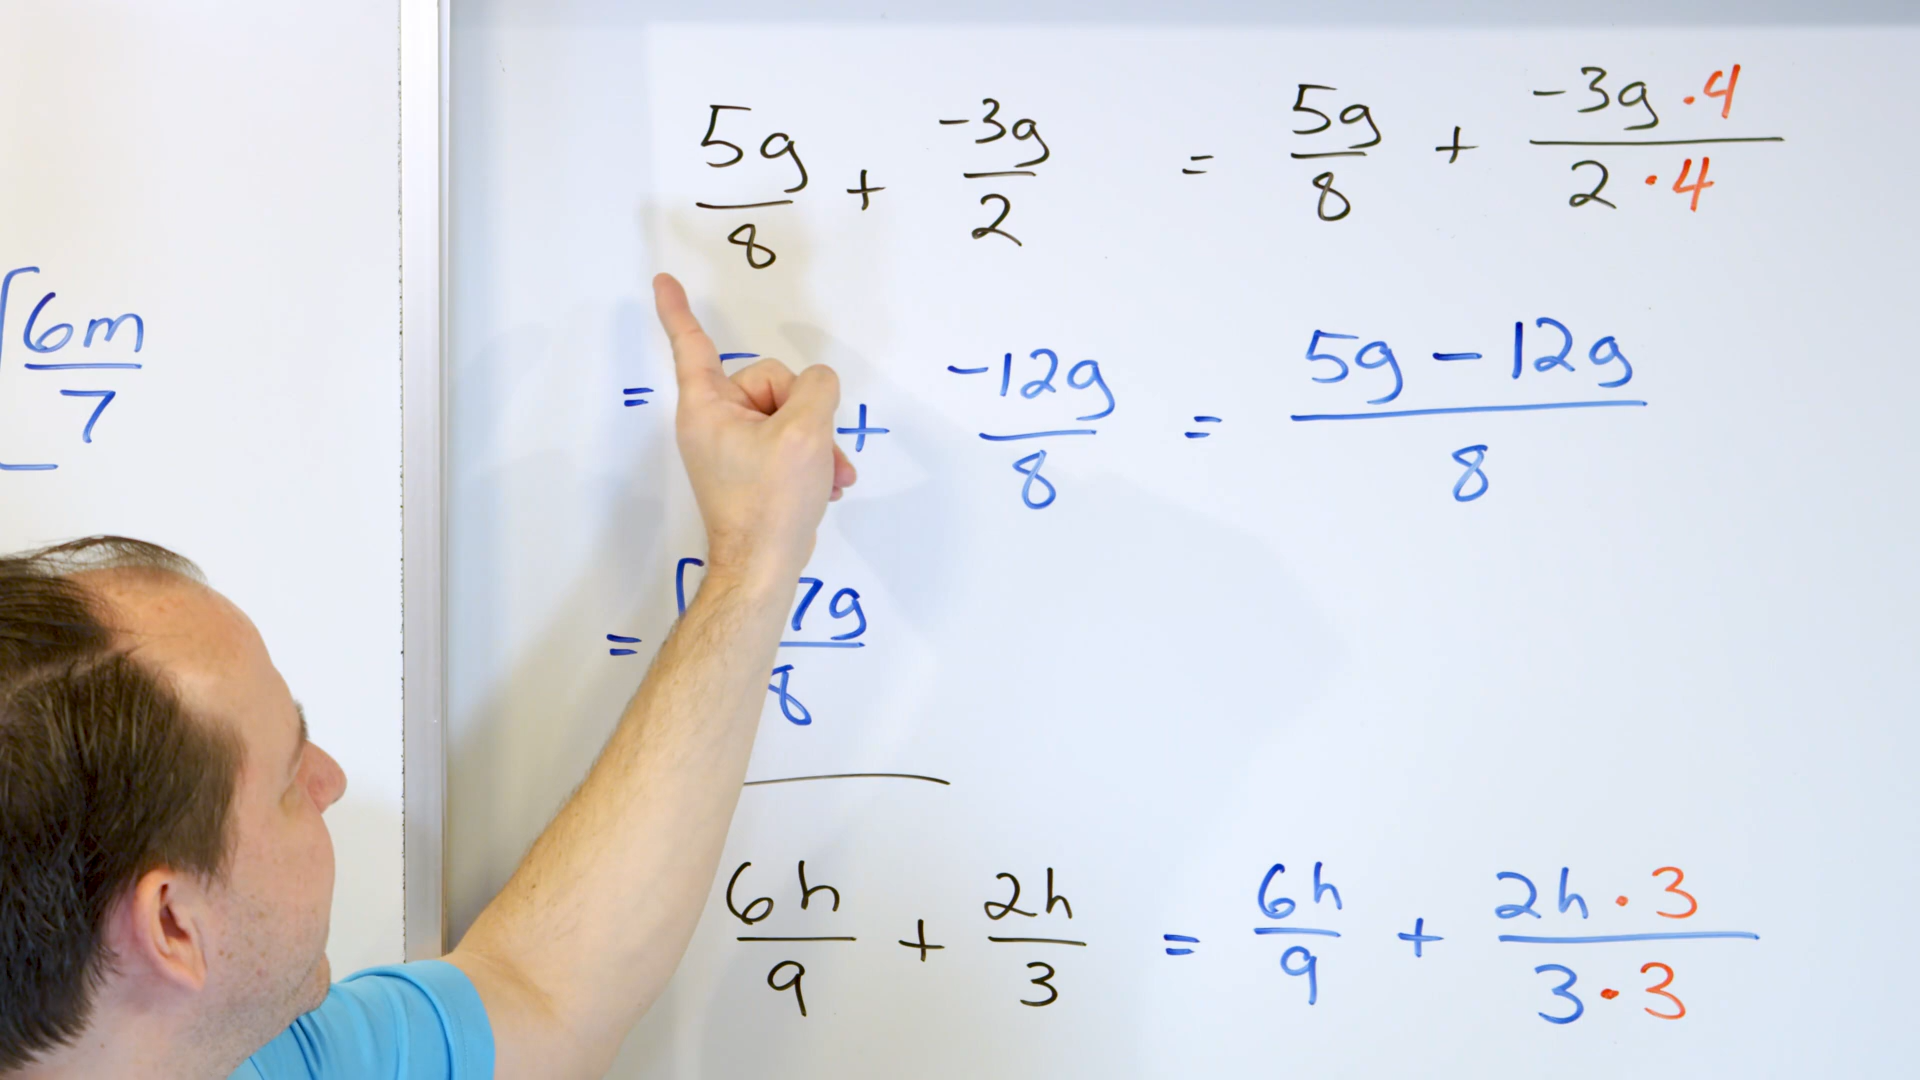 6m/7
5g/8 + -3g/2 = 5g/8 + -3g·4/2·4
= + -12g/8 = 5g-12g/8
= 7g/8
6h/9 + 2h/3 = 6h/9 + 2h·3/3·3